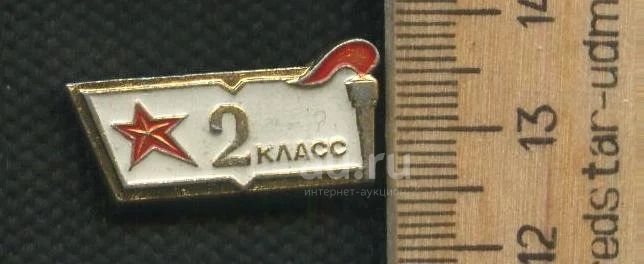 2 КЛАСС
au.ru
интернет-аукцион
14
13
12
redstar-udm